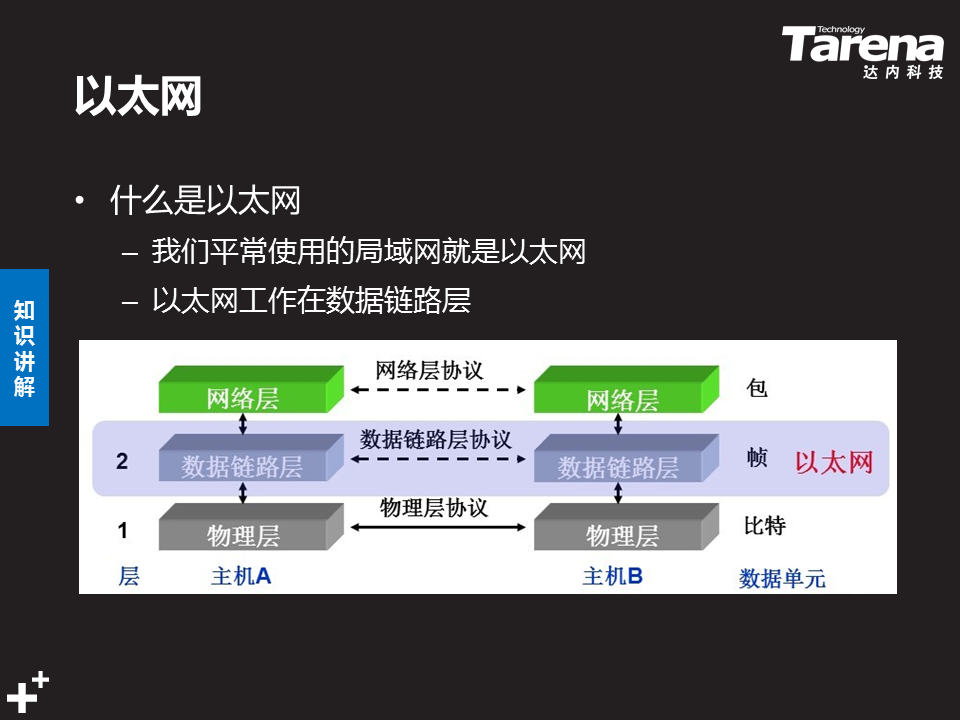 Technology
Tarena
达内科技
以太网
• 什么是以太网
– 我们平常使用的局域网就是以太网
– 以太网工作在数据链路层
知识讲解
网络层 网络层协议 网络层 包
2 数据链路层 数据链路层协议 数据链路层 帧 以太网
1 物理层 物理层协议 物理层 比特
层 主机A 主机B 数据单元